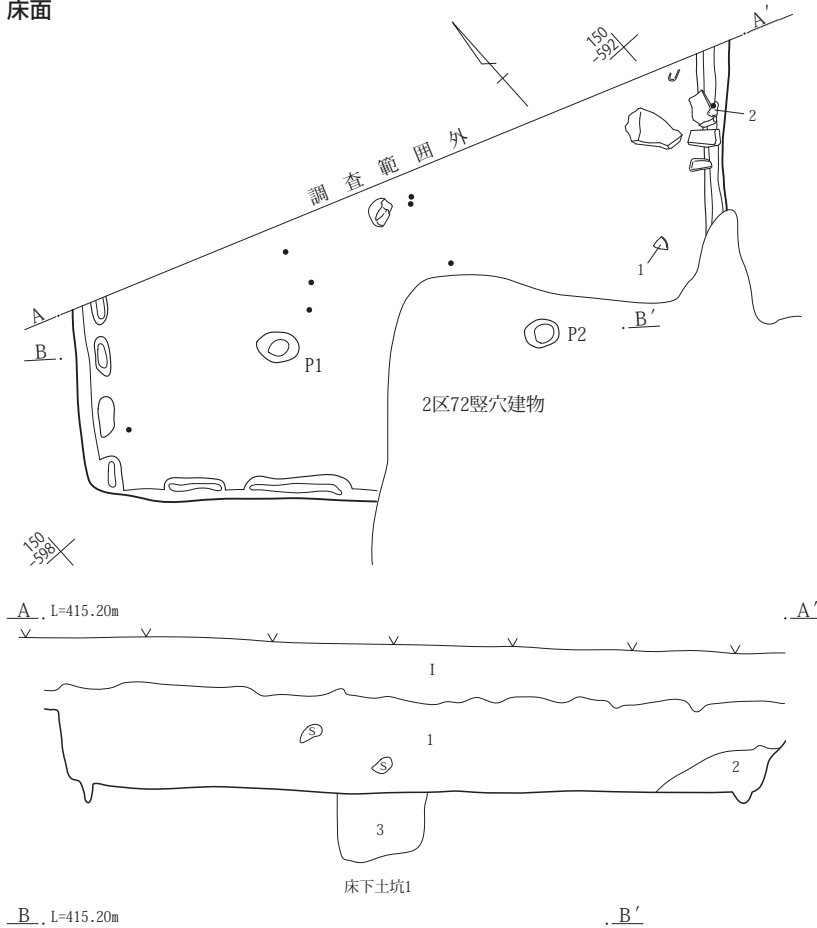 床面
A′
150
-592
2
調査範囲外
1
A
B′
B
P1
P2
2区72竪穴建物
150
-598
A L=415.20m A′
I
S
1
S
2
3
床下土坑1
B L=415.20m B′